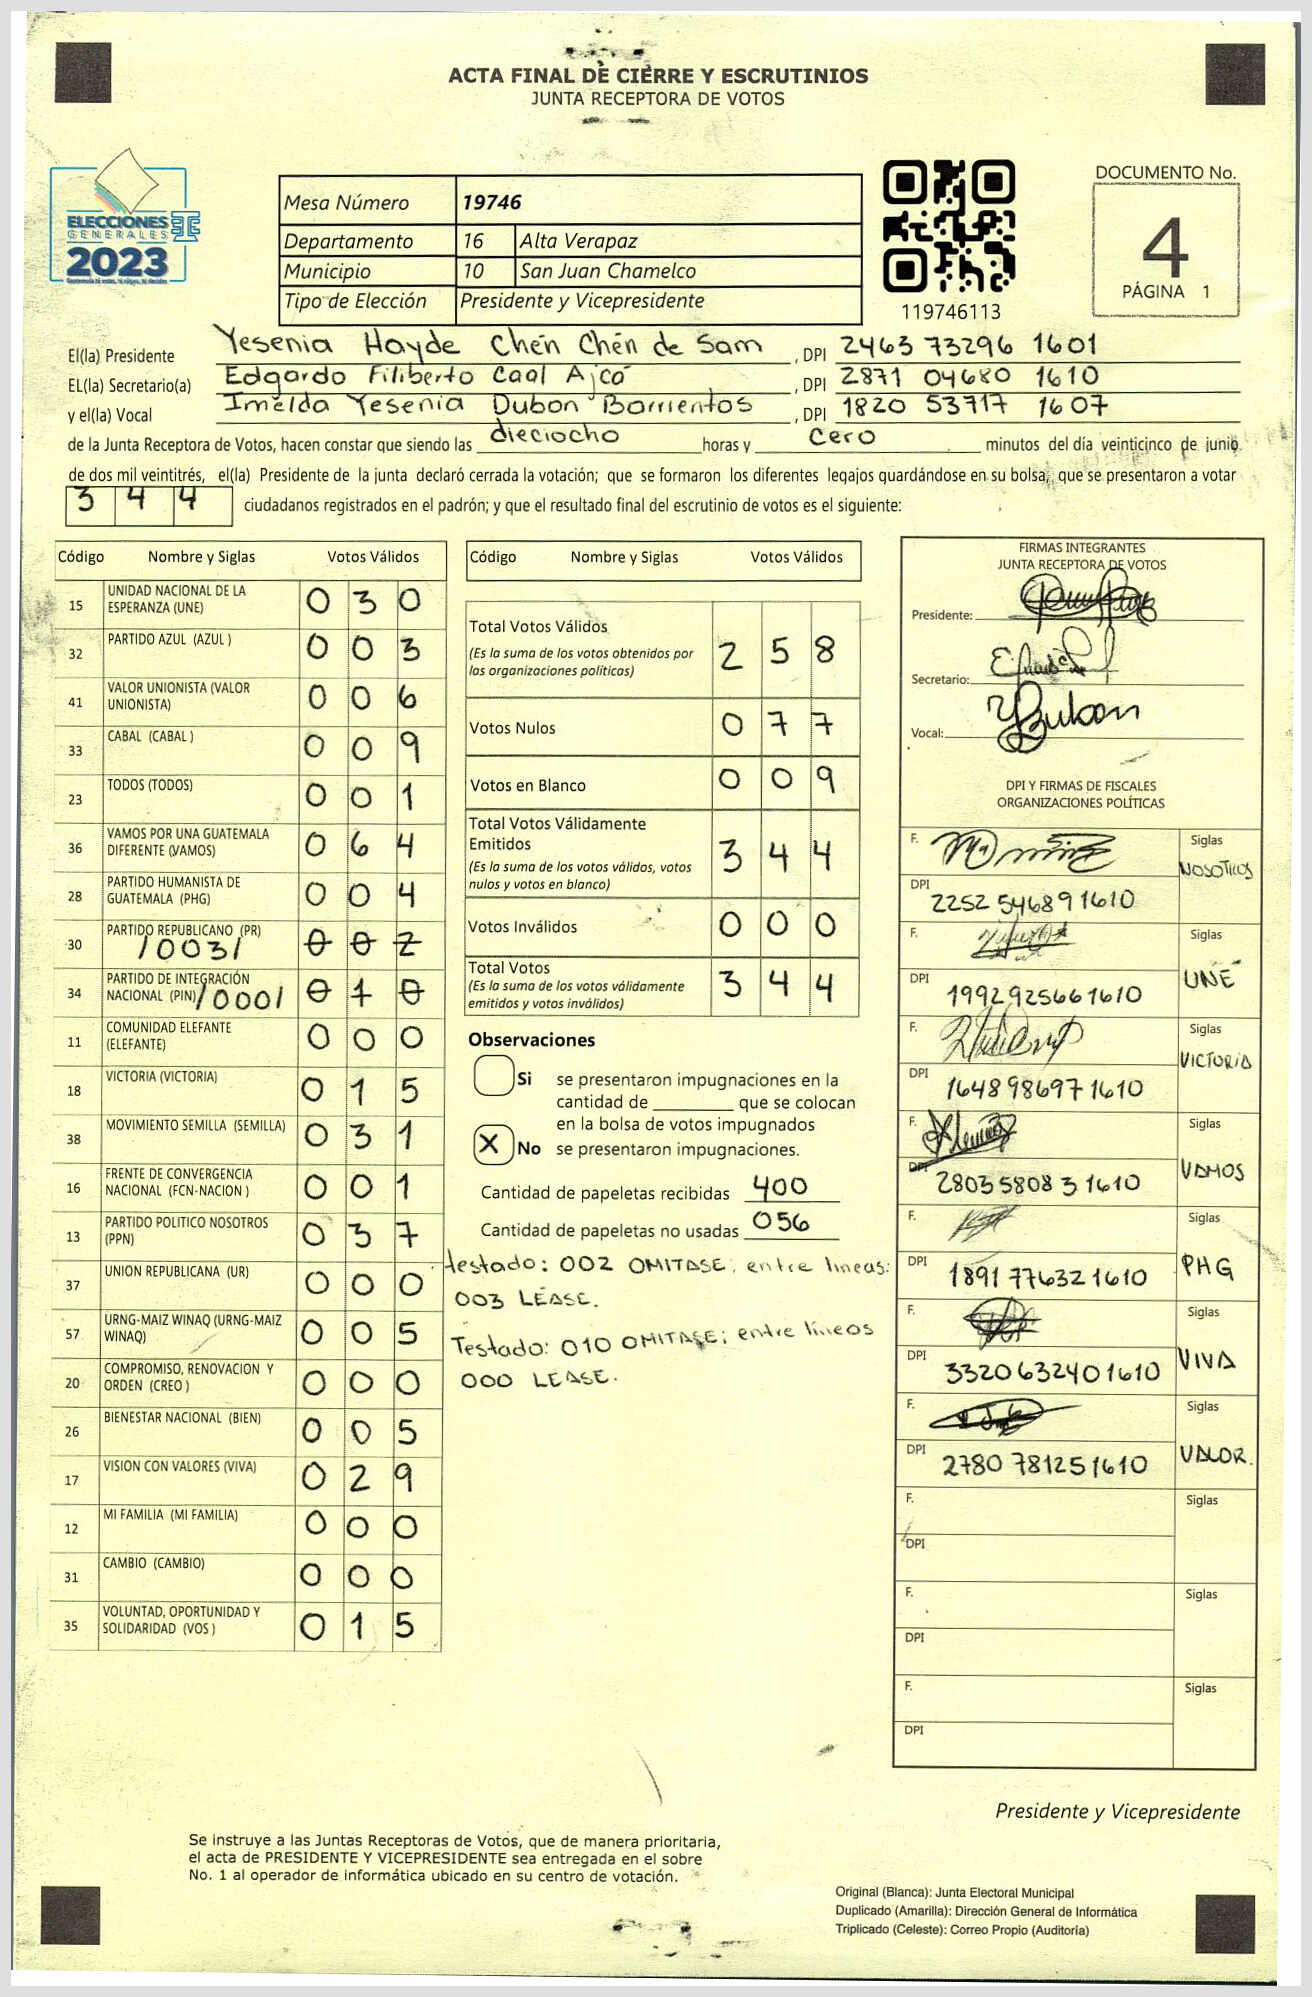 ACTA FINAL DE CIERRE Y ESCRUTINIOS
JUNTA RECEPTORA DE VOTOS
ELECCIONES
GENERALES
2023
Mesa Número 19746
Departamento 16 Alta Verapaz
Municipio 10 San Juan Chamelco
Tipo de Elección Presidente y Vicepresidente
119746113
DOCUMENTO No.
4
PÁGINA 1
El(la) Presidente Yesenia Hayde Chén Chén de Sam , DPI 2463 73296 1601
EL(la) Secretario(a) Edgardo Filiberto Caal Ajcó , DPI 2871 04680 1610
y el(la) Vocal Imelda Yesenia Dubon Barrientos , DPI 1820 53717 1607
de la Junta Receptora de Votos, hacen constar que siendo las dieciocho horas y cero minutos del día veinticinco de junio
de dos mil veintitrés, el(la) Presidente de la junta declaró cerrada la votación; que se formaron los diferentes legajos quardándose en su bolsa, que se presentaron a votar
344 ciudadanos registrados en el padrón; y que el resultado final del escrutinio de votos es el siguiente:
Código Nombre y Siglas Votos Válidos
15 UNIDAD NACIONAL DE LA ESPERANZA (UNE) 0 3 0
32 PARTIDO AZUL (AZUL ) 0 0 3
41 VALOR UNIONISTA (VALOR UNIONISTA) 0 0 6
33 CABAL (CABAL ) 0 0 9
23 TODOS (TODOS) 0 0 1
36 VAMOS POR UNA GUATEMALA DIFERENTE (VAMOS) 0 6 4
28 PARTIDO HUMANISTA DE GUATEMALA (PHG) 0 0 4
30 PARTIDO REPUBLICANO (PR) /003/ 0 0 2
34 PARTIDO DE INTEGRACIÓN NACIONAL (PIN) /000/ 0 1 0
11 COMUNIDAD ELEFANTE (ELEFANTE) 0 0 0
18 VICTORIA (VICTORIA) 0 1 5
38 MOVIMIENTO SEMILLA (SEMILLA) 0 3 1
16 FRENTE DE CONVERGENCIA NACIONAL (FCN-NACION ) 0 0 1
13 PARTIDO POLITICO NOSOTROS (PPN) 0 3 7
37 UNION REPUBLICANA (UR) 0 0 0
57 URNG-MAIZ WINAQ (URNG-MAIZ WINAQ) 0 0 5
20 COMPROMISO, RENOVACION Y ORDEN (CREO ) 0 0 0
26 BIENESTAR NACIONAL (BIEN) 0 0 5
17 VISION CON VALORES (VIVA) 0 2 9
12 MI FAMILIA (MI FAMILIA) 0 0 0
31 CAMBIO (CAMBIO) 0 0 0
35 VOLUNTAD, OPORTUNIDAD Y SOLIDARIDAD (VOS ) 0 1 5
Código Nombre y Siglas Votos Válidos
Total Votos Válidos
(Es la suma de los votos obtenidos por
las organizaciones políticas) 2 5 8
Votos Nulos 0 7 7
Votos en Blanco 0 0 9
Total Votos Válidamente
Emitidos
(Es la suma de los votos válidos, votos
nulos y votos en blanco) 3 4 4
Votos Inválidos 0 0 0
Total Votos
(Es la suma de los votos válidamente
emitidos y votos inválidos) 3 4 4
Observaciones
Si se presentaron impugnaciones en la
cantidad de ________ que se colocan
en la bolsa de votos impugnados
X No se presentaron impugnaciones.
Cantidad de papeletas recibidas 400
Cantidad de papeletas no usadas 056
testado: 002 OMITASE; entre lineas:
003 LEASE.
Testado: 010 OMITASE; entre lineas
000 LEASE.
FIRMAS INTEGRANTES
JUNTA RECEPTORA DE VOTOS
Presidente:
Secretario:
Vocal: Dubon
DPI Y FIRMAS DE FISCALES
ORGANIZACIONES POLÍTICAS
F. Siglas NOSOTROS
DPI 2252 54689 1610
F. Siglas UNE
DPI 1992925661610
F. Siglas VICTORIA
DPI 1648 98697 1610
F. Siglas VAMOS
DPI 28035808 3 1610
F. Siglas PHG
DPI 1891 77632 1610
F. Siglas VIVA
DPI 3320632401610
F. Siglas VALOR.
DPI 2780 78125 1610
F. Siglas
DPI
F. Siglas
DPI
F. Siglas
DPI
Presidente y Vicepresidente
Se instruye a las Juntas Receptoras de Votos, que de manera prioritaria,
el acta de PRESIDENTE Y VICEPRESIDENTE sea entregada en el sobre
No. 1 al operador de informática ubicado en su centro de votación.
Original (Blanca): Junta Electoral Municipal
Duplicado (Amarilla): Dirección General de Informática
Triplicado (Celeste): Correo Propio (Auditoría)